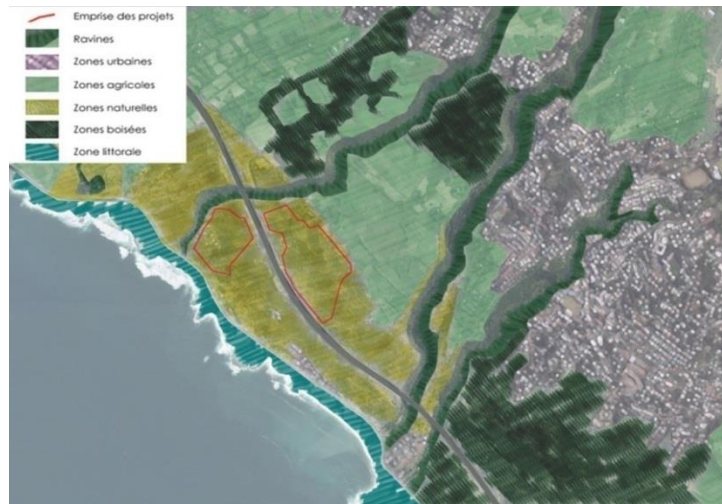 Emprise des projets
Ravines
Zones urbaines
Zones agricoles
Zones naturelles
Zones boisées
Zone littorale